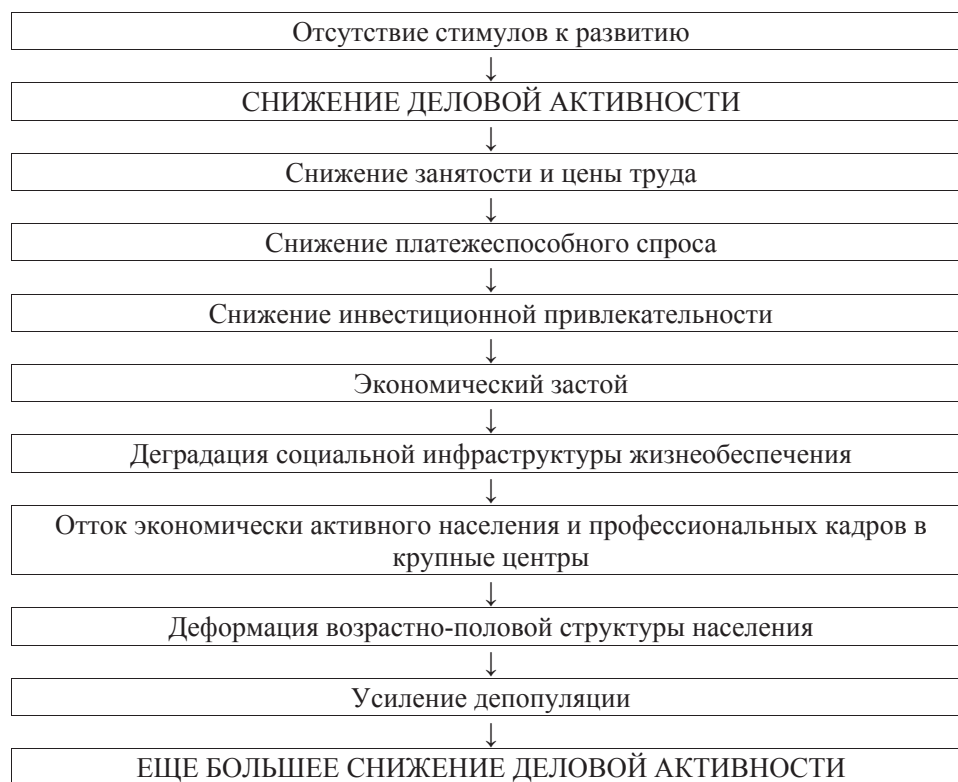 Отсутствие стимулов к развитию
↓
СНИЖЕНИЕ ДЕЛОВОЙ АКТИВНОСТИ
↓
Снижение занятости и цены труда
↓
Снижение платежеспособного спроса
↓
Снижение инвестиционной привлекательности
↓
Экономический застой
↓
Деградация социальной инфраструктуры жизнеобеспечения
↓
Отток экономически активного населения и профессиональных кадров в
крупные центры
↓
Деформация возрастно-половой структуры населения
↓
Усиление депопуляции
↓
ЕЩЕ БОЛЬШЕЕ СНИЖЕНИЕ ДЕЛОВОЙ АКТИВНОСТИ